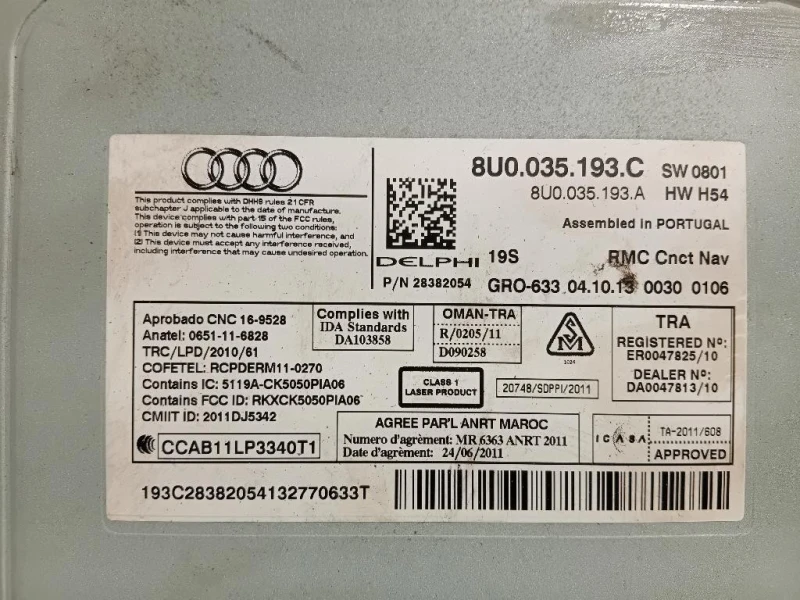 This product complies with DHHS rules 21 CFR
subchapter J applicable to the date of manufacture.
This device complies with part 15 of the FCC rules,
operation is subject to the following two conditions:
(1) This device may not cause harmful interference, and
(2) This device must accept any interference received,
including interference that may cause undesired operation.
8U0.035.193.C SW 0801
8U0.035.193.A HW H54
Assembled in PORTUGAL
DELPHI 19S RMC Cnct Nav
P/N 28382054 GRO-633 04.10.13 0030 0106
Aprobado CNC 16-9528
Anatel: 0651-11-6828
TRC/LPD/2010/61
COFETEL: RCPDERM11-0270
Contains IC: 5119A-CK5050PIA06
Contains FCC ID: RKXCK5050PIA06
CMIIT ID: 2011DJ5342
CCAB11LP3340T1
Complies with
IDA Standards
DA103858
OMAN-TRA
R/0205/11
D090258
1024
TRA
REGISTERED No:
ER0047825/10
DEALER No:
DA0047813/10
CLASS 1
LASER PRODUCT
20748/SDPPI/2011
AGREE PAR'L ANRT MAROC
Numero d'agrèment: MR 6363 ANRT 2011
Date d'agrèment: 24/06/2011
ICASA
TA-2011/608
APPROVED
193C28382054132770633T